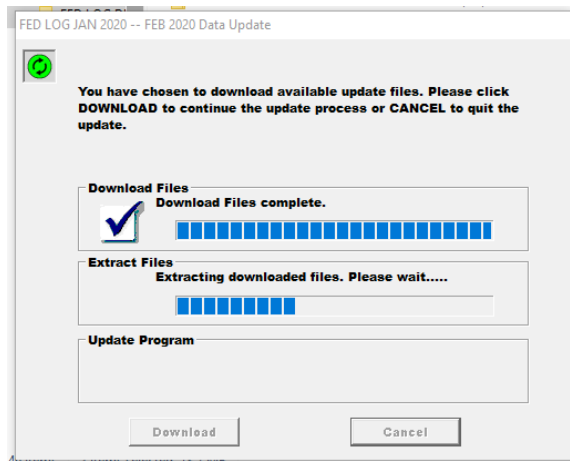 FED LOG JAN 2020 -- FEB 2020 Data Update
You have chosen to download available update files. Please click
DOWNLOAD to continue the update process or CANCEL to quit the
update.
Download Files
Download Files complete.
Extract Files
Extracting downloaded files. Please wait.....
Update Program
Download
Cancel